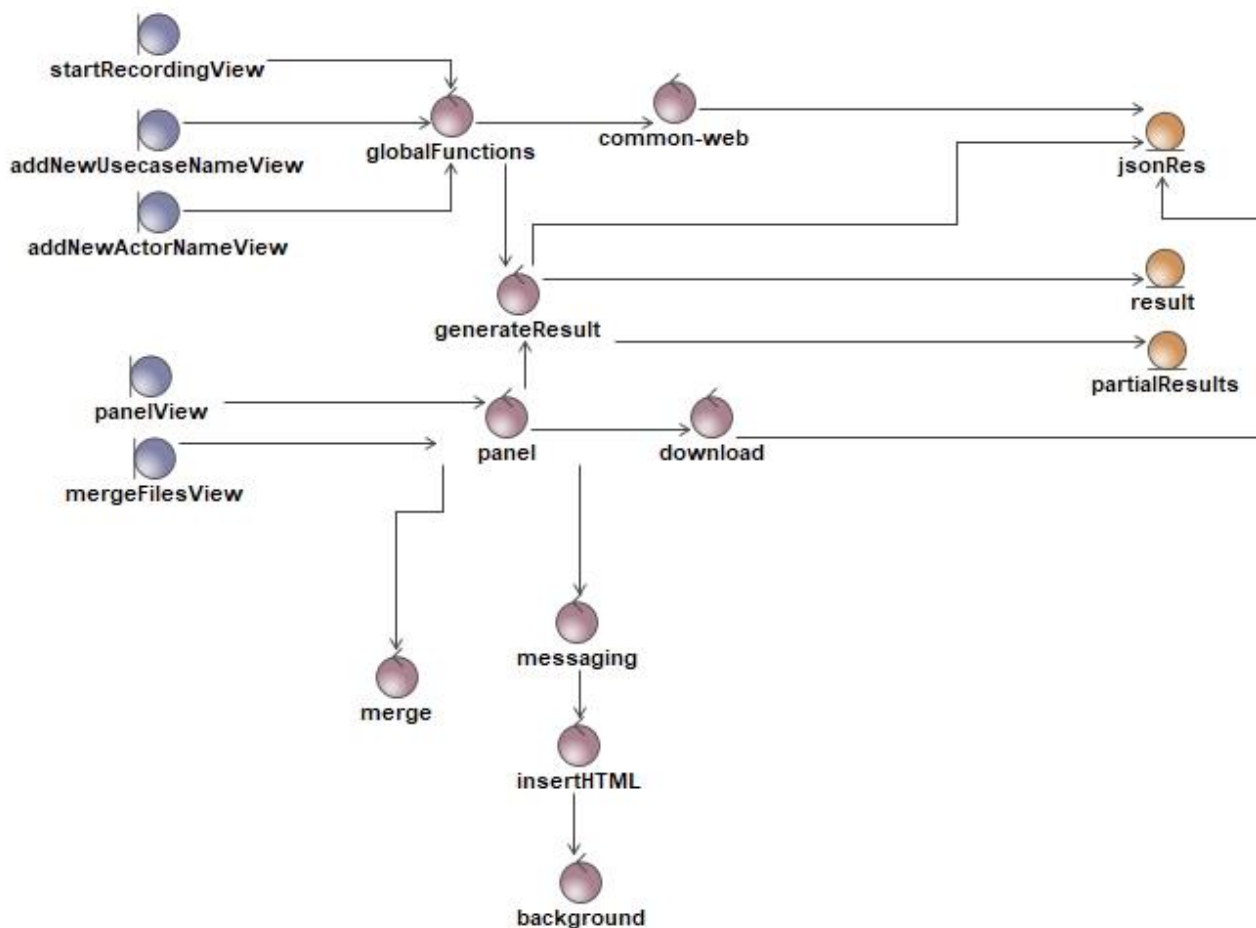 startRecordingView
common-web
globalFunctions
addNewUsecaseNameView
jsonRes
addNewActorNameView
result
generateResult
partialResults
panelView
panel
download
mergeFilesView
messaging
merge
insertHTML
background